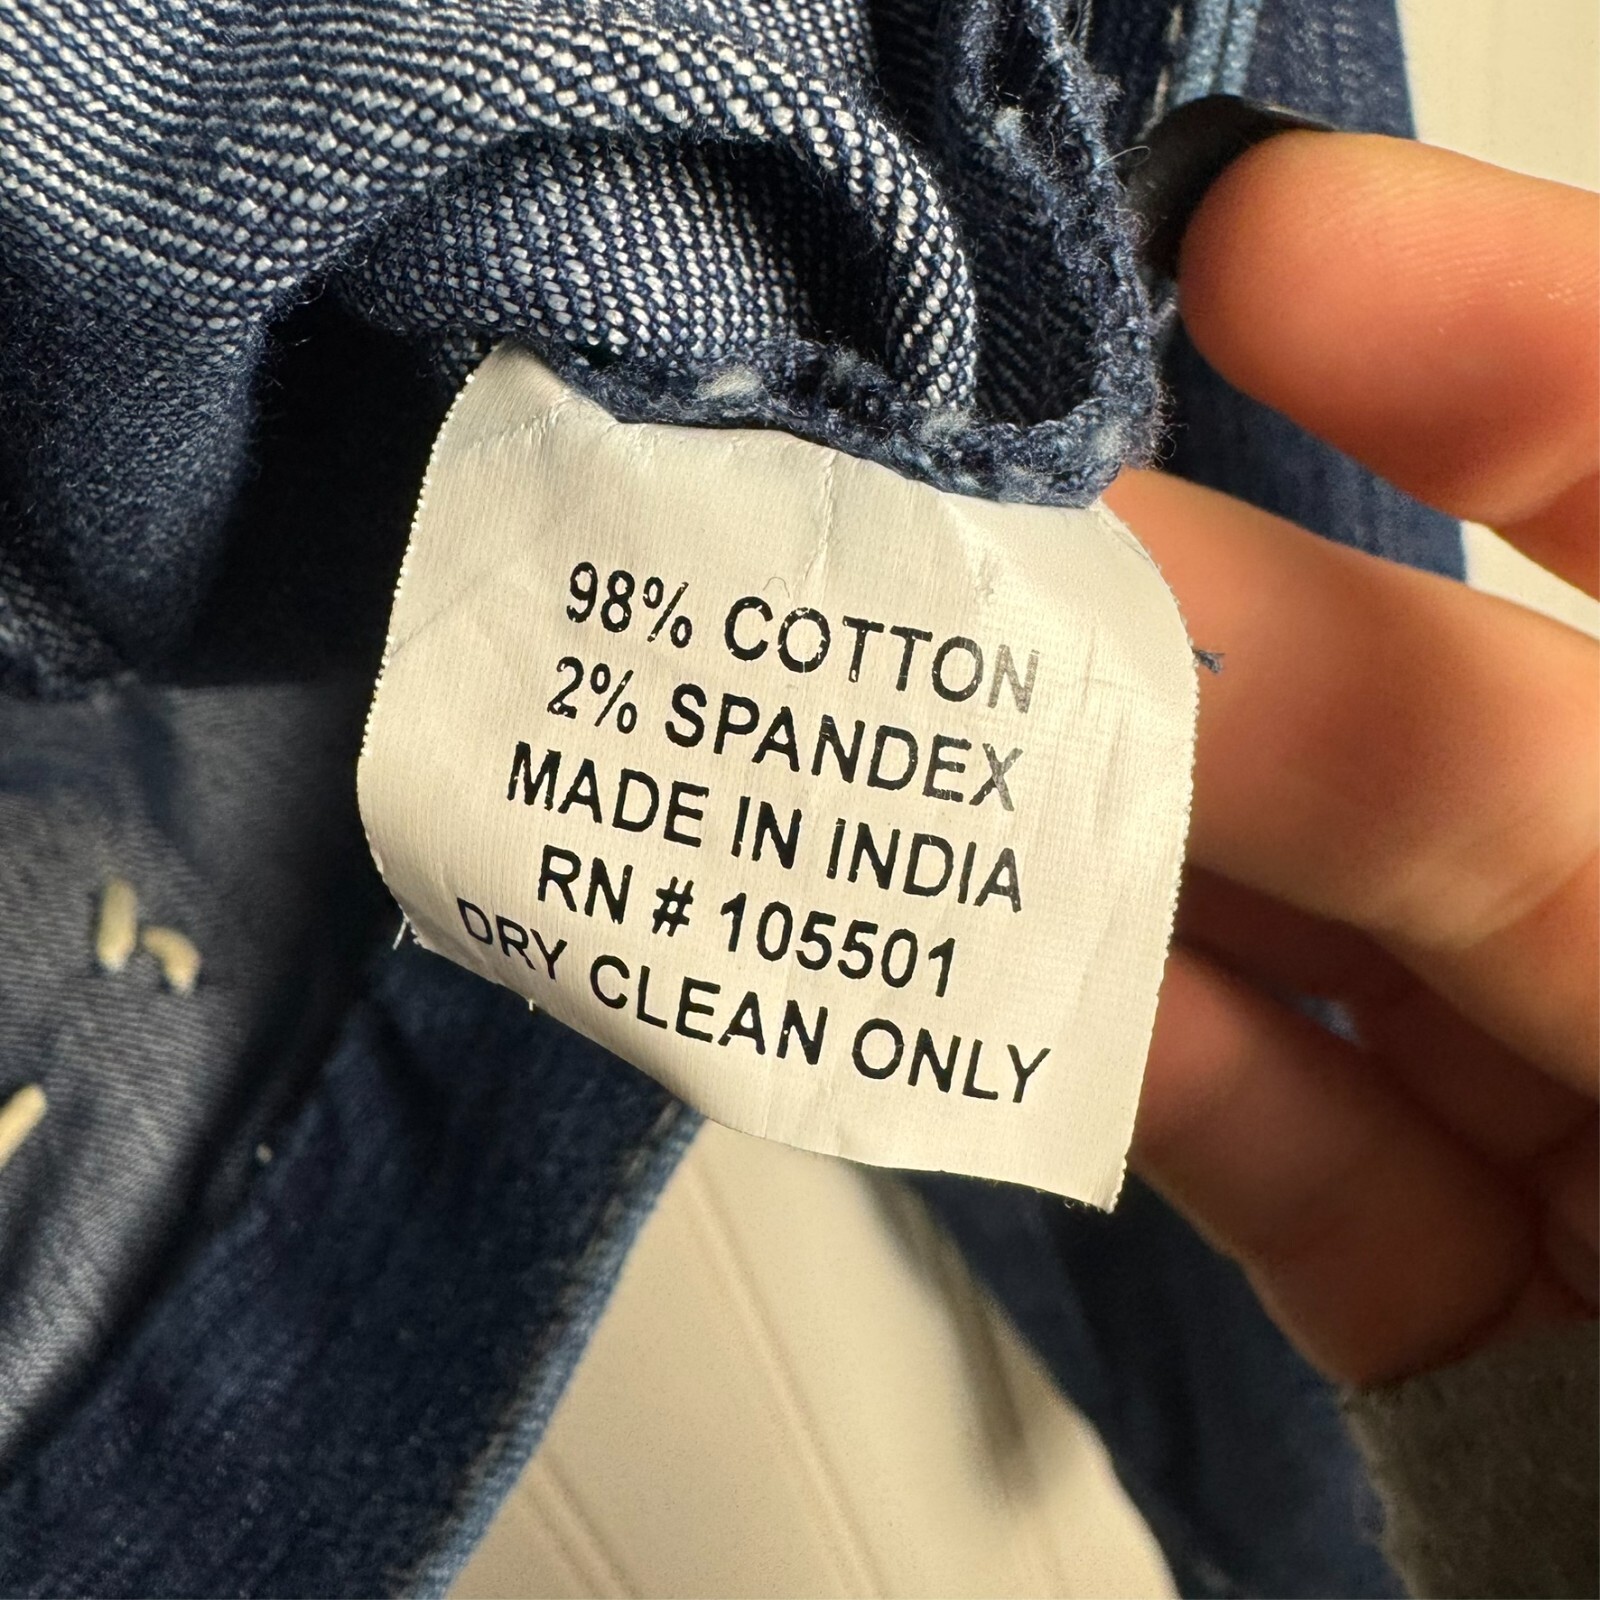 98% COTTON
2% SPANDEX
MADE IN INDIA
RN # 105501
DRY CLEAN ONLY